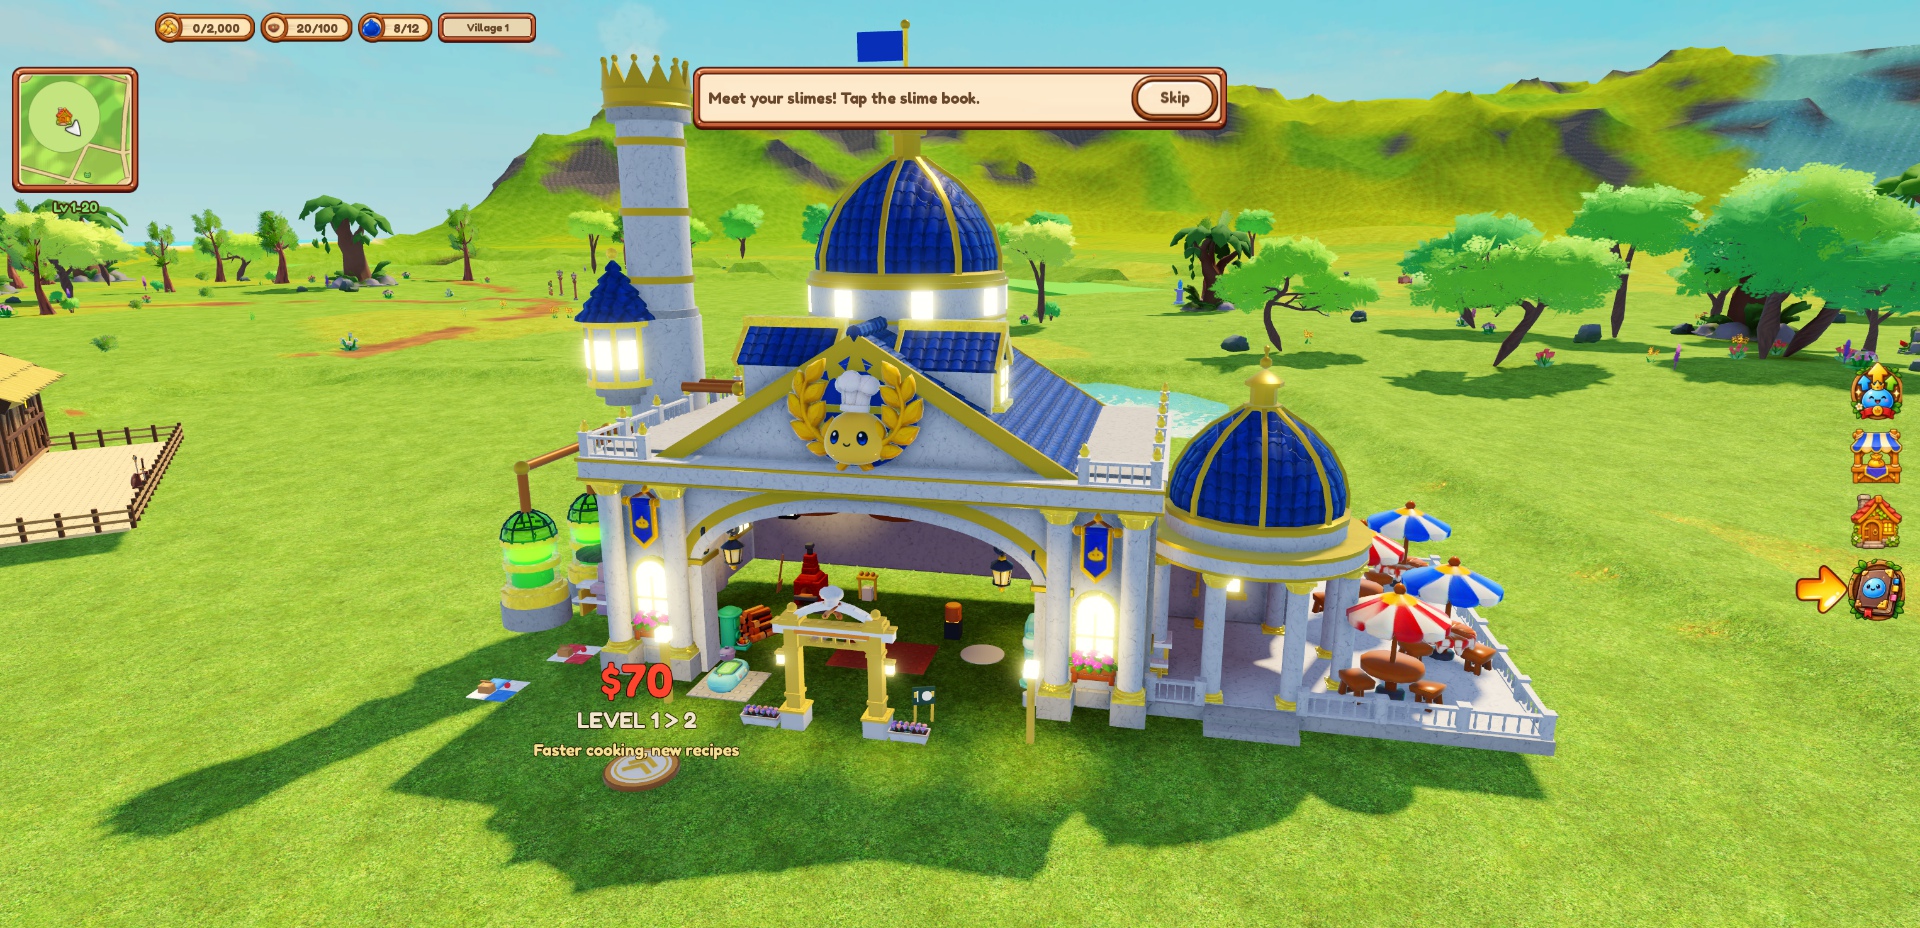 0/2,000
20/100
8/12
Village 1
Meet your slimes! Tap the slime book.
Skip
Lv 1-20
$70
LEVEL 1 > 2
Faster cooking, new recipes